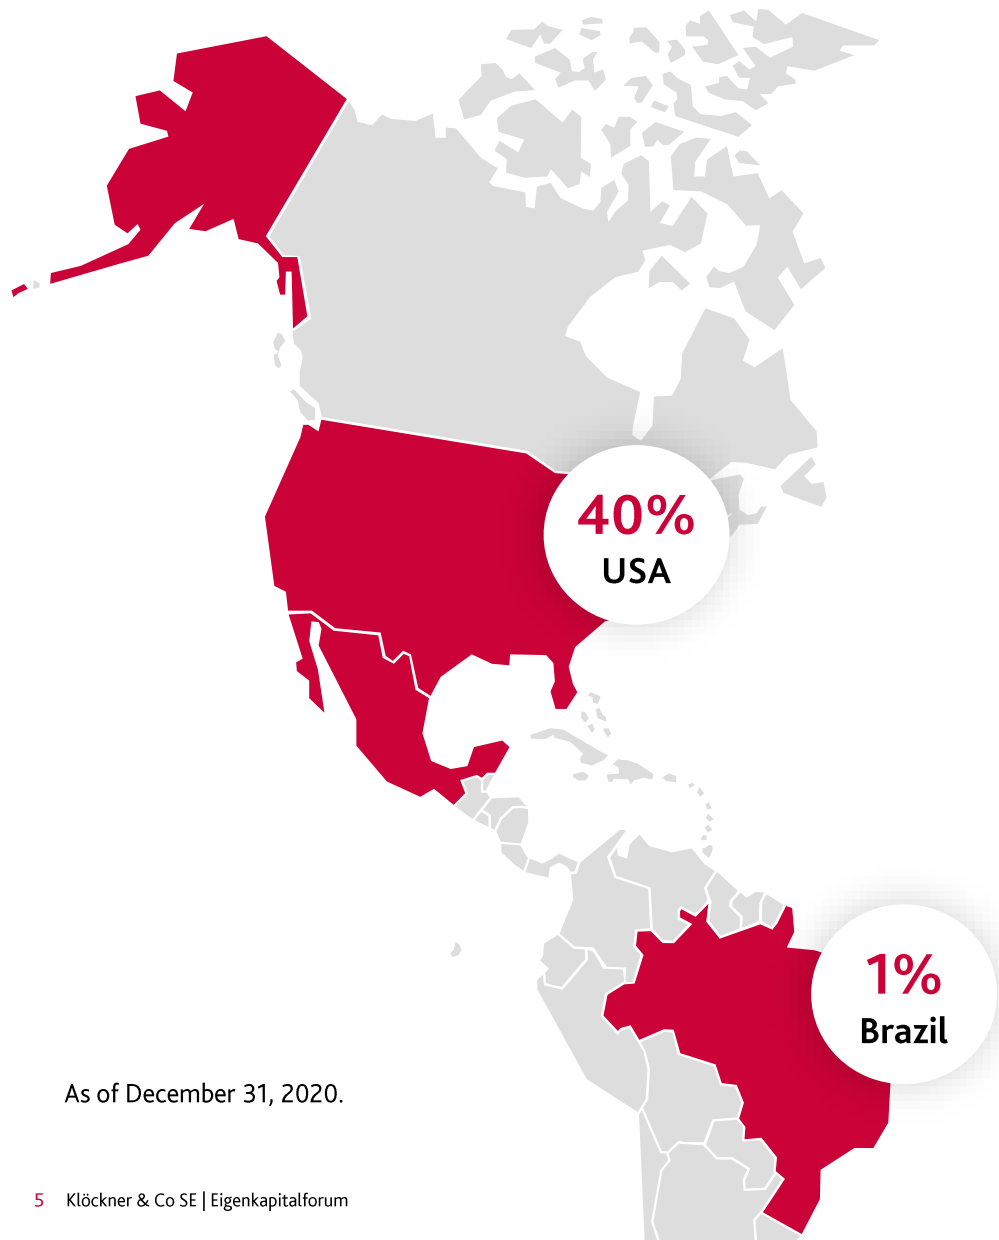 40%
USA
1%
Brazil
As of December 31, 2020.
5 Klöckner & Co SE | Eigenkapitalforum